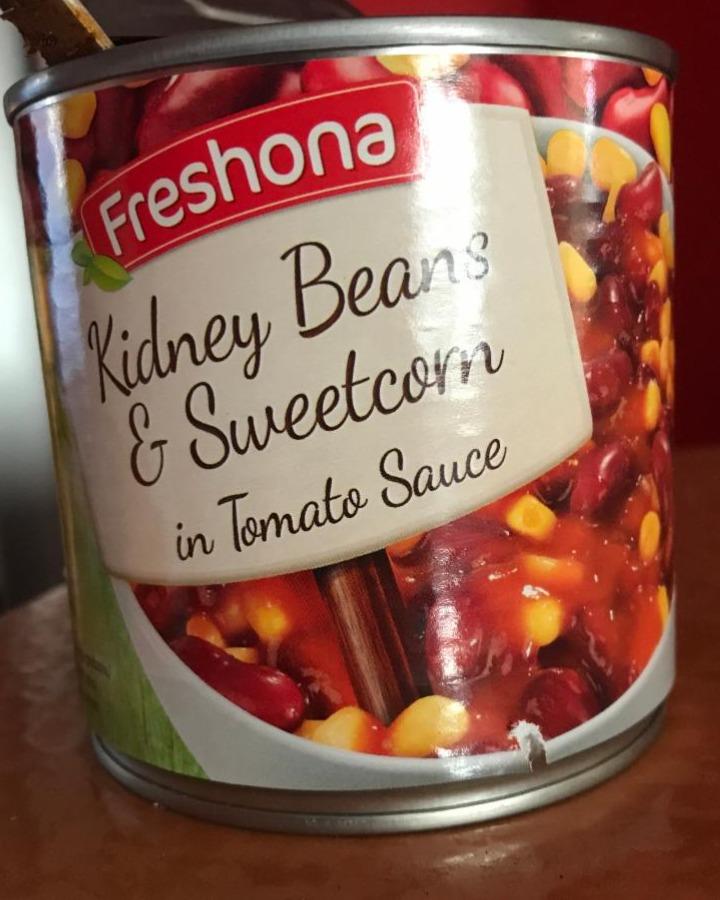 Freshona
Kidney Beans
& Sweetcorn
in Tomato Sauce